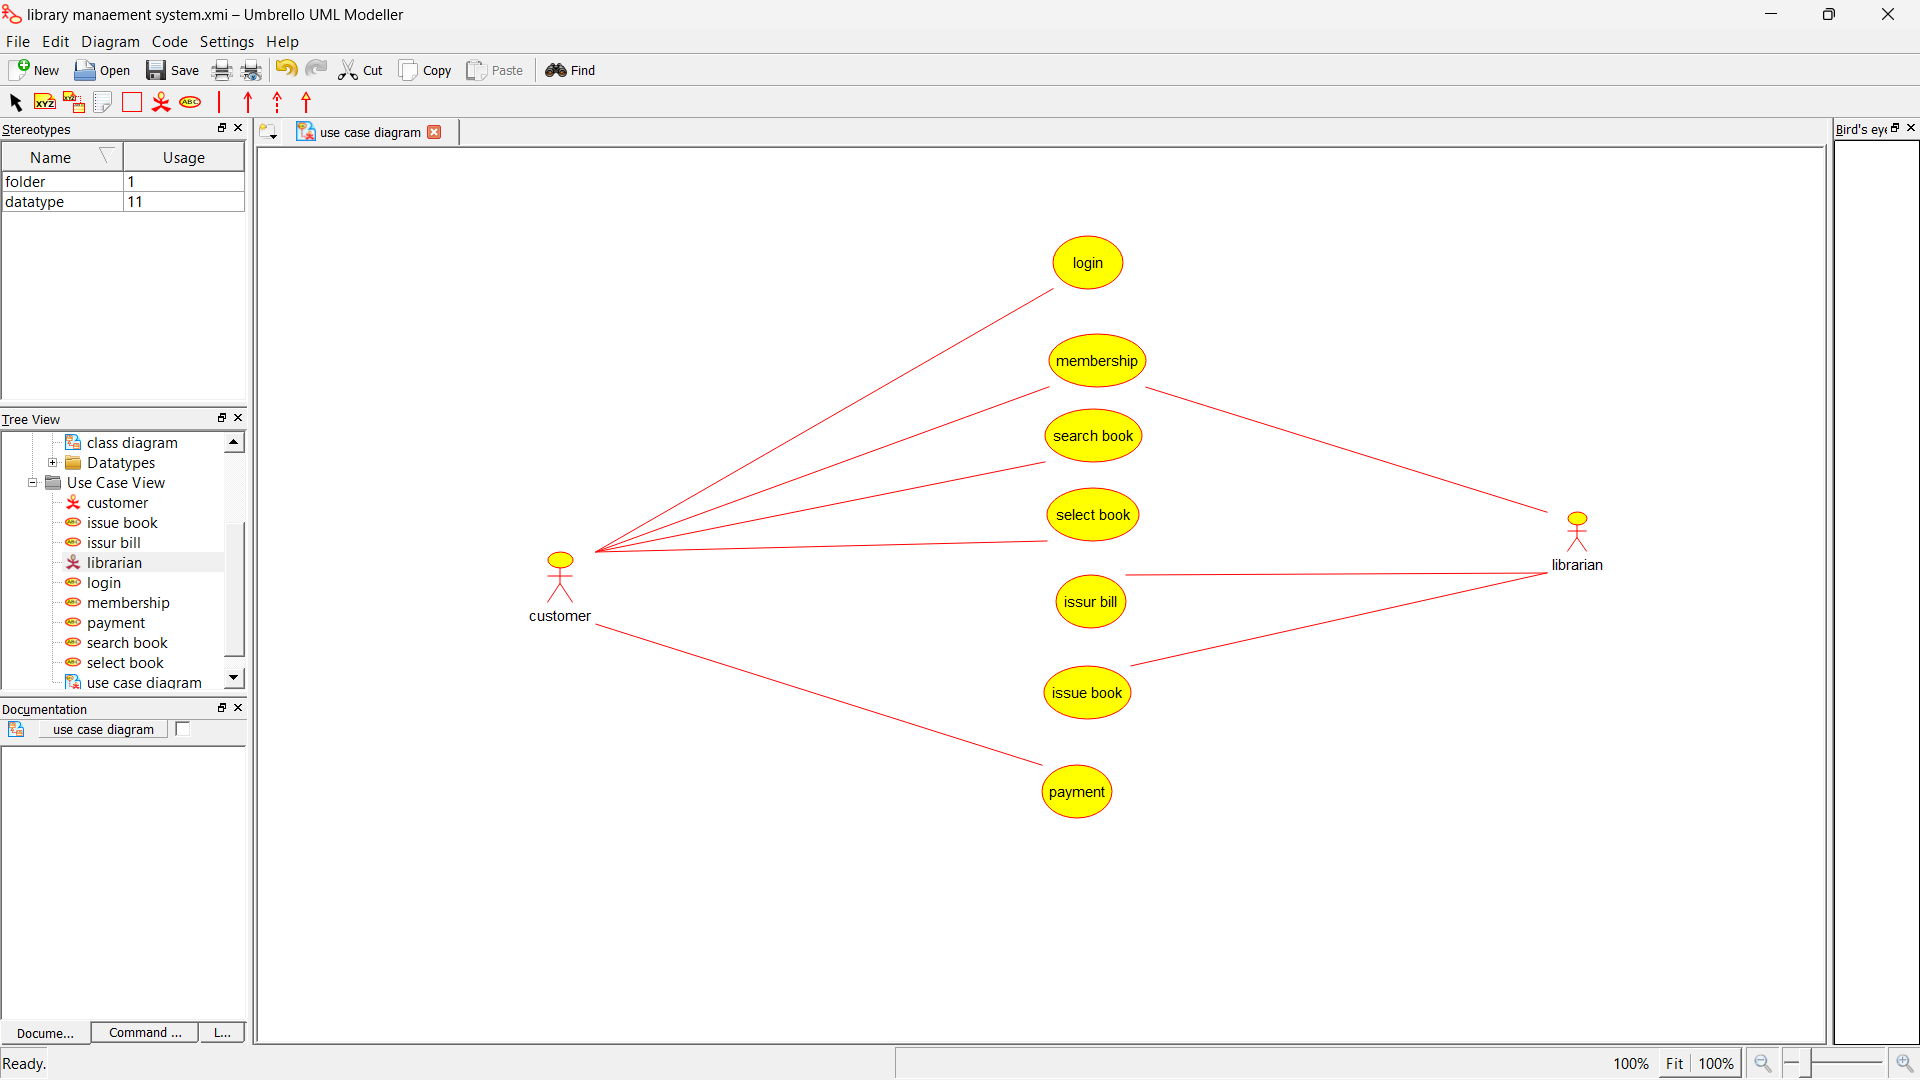 library manaement system.xmi – Umbrello UML Modeller
File Edit Diagram Code Settings Help
New Open Save Cut Copy Paste Find
XYZ XYZ ABC
Stereotypes
Name Usage
folder 1
datatype 11
Tree View
class diagram
Datatypes
Use Case View
customer
issue book
issur bill
librarian
login
membership
payment
search book
select book
use case diagram
Documentation
use case diagram
Docume... Command ... L...
use case diagram
login
membership
search book
select book
issur bill
issue book
payment
customer
librarian
Bird's eye
Ready.
100% Fit 100%